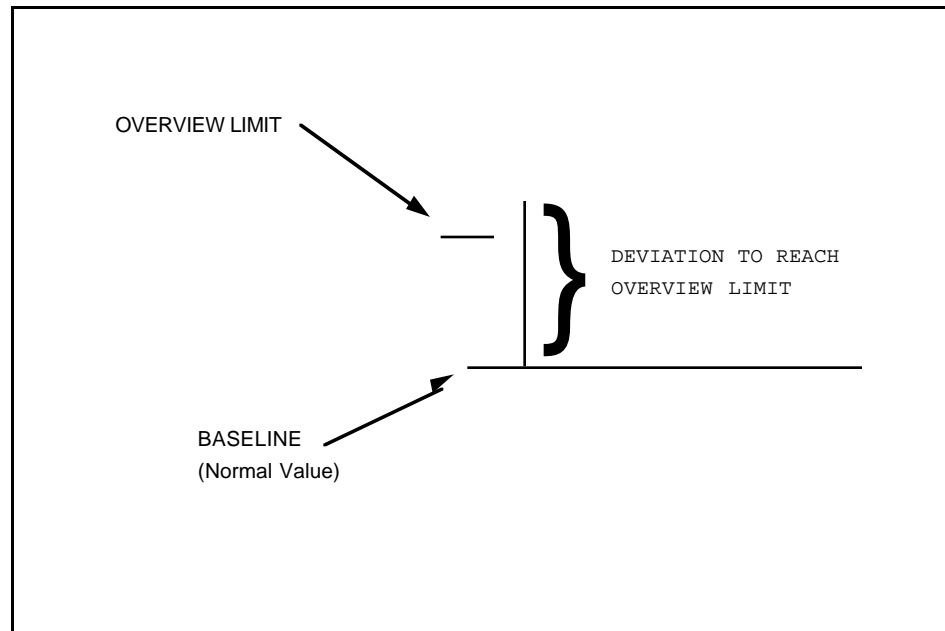 OVERVIEW LIMIT
DEVIATION TO REACH
OVERVIEW LIMIT
BASELINE
(Normal Value)